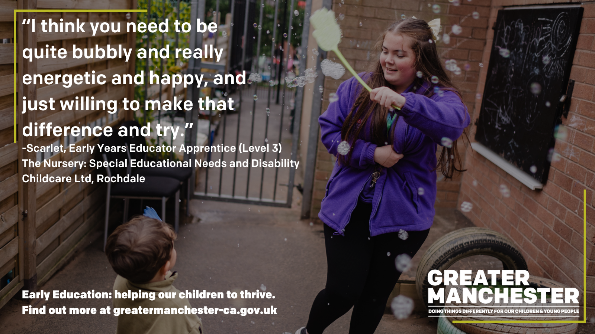 “I think you need to be
quite bubbly and really
energetic and happy, and
just willing to make that
difference and try.”
-Scarlet, Early Years Educator Apprentice (Level 3)
The Nursery: Special Educational Needs and Disability
Childcare Ltd, Rochdale
Early Education: helping our children to thrive.
Find out more at greatermanchester-ca.gov.uk
GREATER
MANCHESTER
DOING THINGS DIFFERENTLY FOR OUR CHILDREN & YOUNG PEOPLE